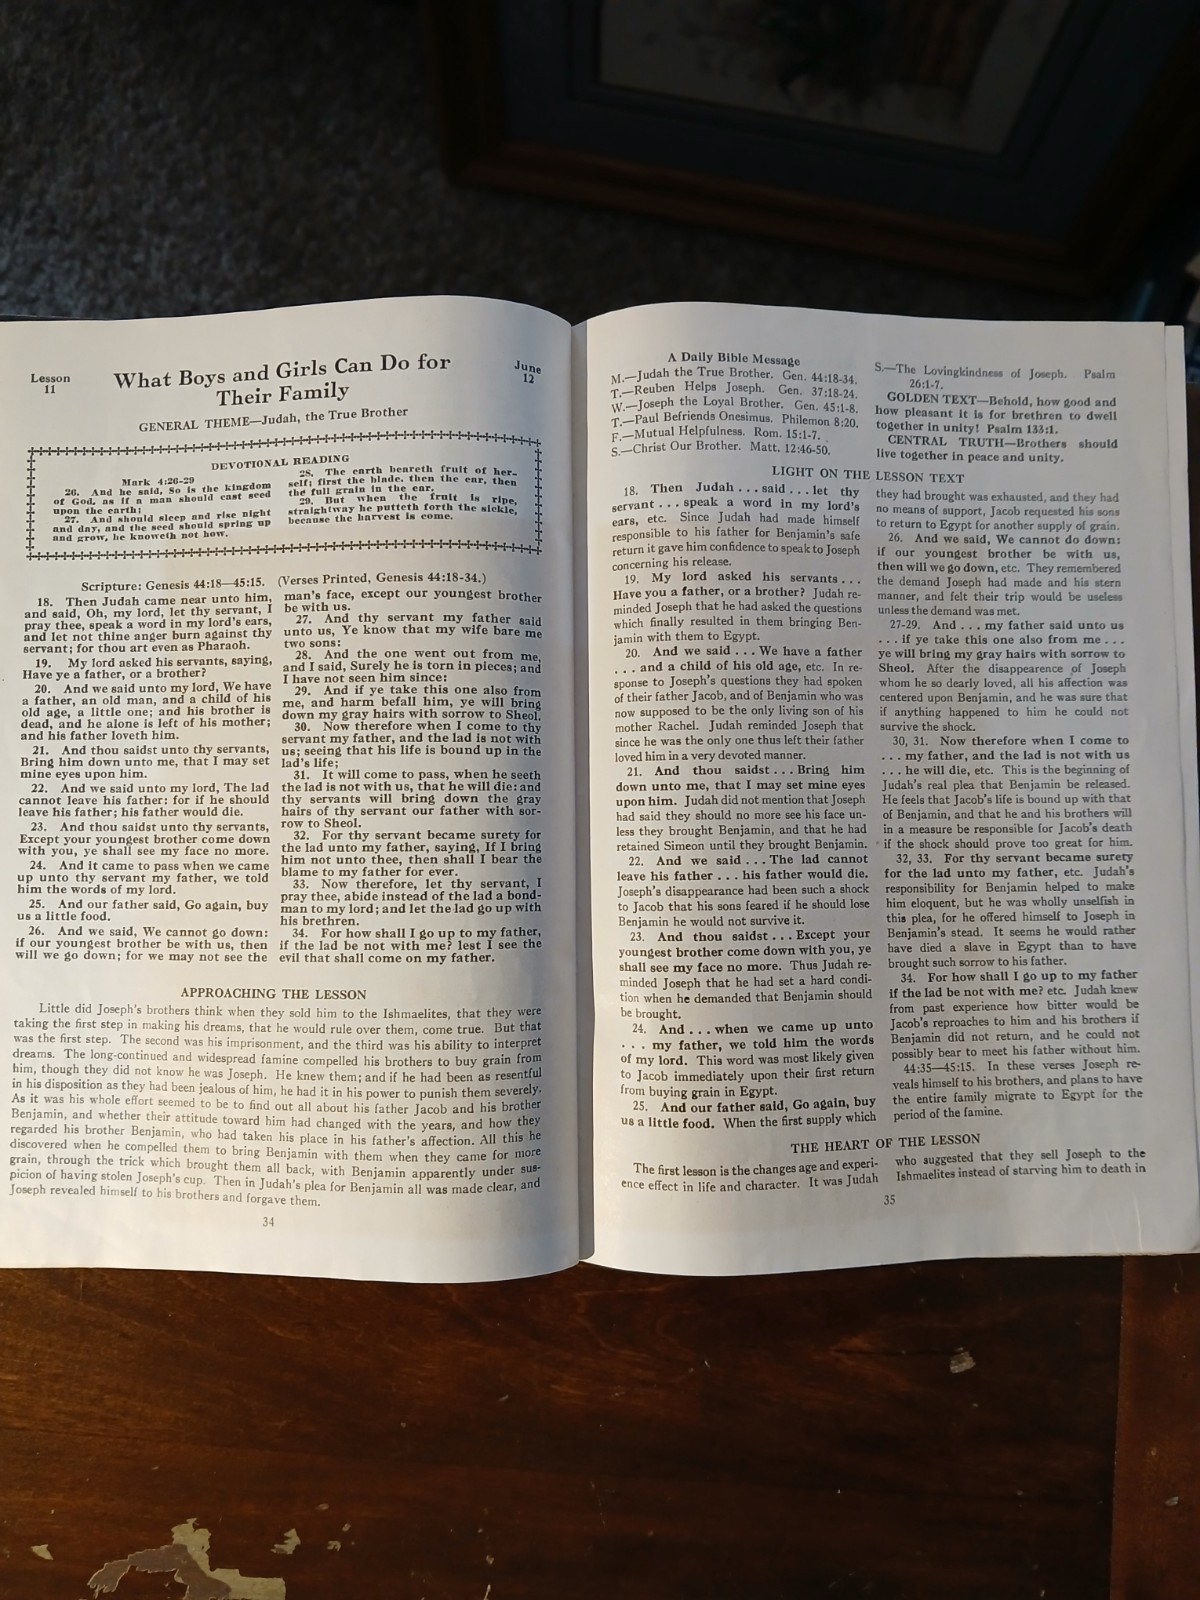 Lesson
11
What Boys and Girls Can Do for
Their Family
June
12
GENERAL THEME—Judah, the True Brother
DEVOTIONAL READING
Mark 4:26-29
26. And he said, So is the kingdom
of God, as if a man should cast seed
upon the earth;
27. And should sleep and rise night
and day, and the seed should spring up
and grow, he knoweth not how.
28. The earth beareth fruit of her-
self; first the blade, then the ear, then
the full grain in the ear.
29. But when the fruit is ripe,
straightway he putteth forth the sickle,
because the harvest is come.
Scripture: Genesis 44:18—45:15. (Verses Printed, Genesis 44:18-34.)
18. Then Judah came near unto him,
and said, Oh, my lord, let thy servant, I
pray thee, speak a word in my lord's ears,
and let not thine anger burn against thy
servant; for thou art even as Pharaoh.
19. My lord asked his servants, saying,
Have ye a father, or a brother?
20. And we said unto my lord, We have
a father, an old man, and a child of his
old age, a little one; and his brother is
dead, and he alone is left of his mother;
and his father loveth him.
21. And thou saidst unto thy servants,
Bring him down unto me, that I may set
mine eyes upon him.
22. And we said unto my lord, The lad
cannot leave his father: for if he should
leave his father; his father would die.
23. And thou saidst unto thy servants,
Except your youngest brother come down
with you, ye shall see my face no more.
24. And it came to pass when we came
up unto thy servant my father, we told
him the words of my lord.
25. And our father said, Go again, buy
us a little food.
26. And we said, We cannot go down:
if our youngest brother be with us, then
will we go down; for we may not see the
man's face, except our youngest brother
be with us.
27. And thy servant my father said
unto us, Ye know that my wife bare me
two sons:
28. And the one went out from me,
and I said, Surely he is torn in pieces; and
I have not seen him since:
29. And if ye take this one also from
me, and harm befall him, ye will bring
down my gray hairs with sorrow to Sheol.
30. Now therefore when I come to thy
servant my father, and the lad is not with
us; seeing that his life is bound up in the
lad's life;
31. It will come to pass, when he seeth
the lad is not with us, that he will die: and
thy servants will bring down the gray
hairs of thy servant our father with sor-
row to Sheol.
32. For thy servant became surety for
the lad unto my father, saying, If I bring
him not unto thee, then shall I bear the
blame to my father for ever.
33. Now therefore, let thy servant, I
pray thee, abide instead of the lad a bond-
man to my lord; and let the lad go up with
his brethren.
34. For how shall I go up to my father,
if the lad be not with me? lest I see the
evil that shall come on my father.
APPROACHING THE LESSON
Little did Joseph's brothers think when they sold him to the Ishmaelites, that they were
taking the first step in making his dreams, that he would rule over them, come true. But that
was the first step. The second was his imprisonment, and the third was his ability to interpret
dreams. The long-continued and widespread famine compelled his brothers to buy grain from
him, though they did not know he was Joseph. He knew them; and if he had been as resentful
in his disposition as they had been jealous of him, he had it in his power to punish them severely.
As it was his whole effort seemed to be to find out all about his father Jacob and his brother
Benjamin, and whether their attitude toward him had changed with the years, and how they
regarded his brother Benjamin, who had taken his place in his father's affection. All this he
discovered when he compelled them to bring Benjamin with them when they came for more
grain, through the trick which brought them all back, with Benjamin apparently under sus-
picion of having stolen Joseph's cup. Then in Judah's plea for Benjamin all was made clear, and
Joseph revealed himself to his brothers and forgave them.
34
A Daily Bible Message
M.—Judah the True Brother. Gen. 44:18-34.
T.—Reuben Helps Joseph. Gen. 37:18-24.
W.—Joseph the Loyal Brother. Gen. 45:1-8.
T.—Paul Befriends Onesimus. Philemon 8:20.
F.—Mutual Helpfulness. Rom. 15:1-7.
S.—Christ Our Brother. Matt. 12:46-50.
S.—The Lovingkindness of Joseph. Psalm
26:1-7.
GOLDEN TEXT—Behold, how good and
how pleasant it is for brethren to dwell
together in unity! Psalm 133:1.
CENTRAL TRUTH—Brothers should
live together in peace and unity.
LIGHT ON THE LESSON TEXT
18. Then Judah . . . said . . . let thy
servant . . . speak a word in my lord's
ears, etc. Since Judah had made himself
responsible to his father for Benjamin's safe
return it gave him confidence to speak to Joseph
concerning his release.
19. My lord asked his servants . . .
Have you a father, or a brother? Judah re-
minded Joseph that he had asked the questions
which finally resulted in them bringing Ben-
jamin with them to Egypt.
20. And we said . . . We have a father
. . . and a child of his old age, etc. In re-
sponse to Joseph's questions they had spoken
of their father Jacob, and of Benjamin who was
now supposed to be the only living son of his
mother Rachel. Judah reminded Joseph that
since he was the only one thus left their father
loved him in a very devoted manner.
21. And thou saidst . . . Bring him
down unto me, that I may set mine eyes
upon him. Judah did not mention that Joseph
had said they should no more see his face un-
less they brought Benjamin, and that he had
retained Simeon until they brought Benjamin.
22. And we said . . . The lad cannot
leave his father . . . his father would die.
Joseph's disappearance had been such a shock
to Jacob that his sons feared if he should lose
Benjamin he would not survive it.
23. And thou saidst . . . Except your
youngest brother come down with you, ye
shall see my face no more. Thus Judah re-
minded Joseph that he had set a hard condi-
tion when he demanded that Benjamin should
be brought.
24. And . . . when we came up unto
. . . my father, we told him the words
of my lord. This word was most likely given
to Jacob immediately upon their first return
from buying grain in Egypt.
25. And our father said, Go again, buy
us a little food. When the first supply which
they had brought was exhausted, and they had
no means of support, Jacob requested his sons
to return to Egypt for another supply of grain.
26. And we said, We cannot do down:
if our youngest brother be with us,
then will we go down, etc. They remembered
the demand Joseph had made and his stern
manner, and felt their trip would be useless
unless the demand was met.
27-29. And . . . my father said unto us
. . . if ye take this one also from me . . .
ye will bring my gray hairs with sorrow to
Sheol. After the disappearance of Joseph
whom he so dearly loved, all his affection was
centered upon Benjamin, and he was sure that
if anything happened to him he could not
survive the shock.
30, 31. Now therefore when I come to
. . . my father, and the lad is not with us
. . . he will die, etc. This is the beginning of
Judah's real plea that Benjamin be released.
He feels that Jacob's life is bound up with that
of Benjamin, and that he and his brothers will
in a measure be responsible for Jacob's death
if the shock should prove too great for him.
32, 33. For thy servant became surety
for the lad unto my father, etc. Judah's
responsibility for Benjamin helped to make
him eloquent, but he was wholly unselfish in
this plea, for he offered himself to Joseph in
Benjamin's stead. It seems he would rather
have died a slave in Egypt than to have
brought such sorrow to his father.
34. For how shall I go up to my father
if the lad be not with me? etc. Judah knew
from past experience how bitter would be
Jacob's reproaches to him and his brothers if
Benjamin did not return, and he could not
possibly bear to meet his father without him.
44:35—45:15. In these verses Joseph re-
veals himself to his brothers, and plans to have
the entire family migrate to Egypt for the
period of the famine.
THE HEART OF THE LESSON
The first lesson is the changes age and experi-
ence effect in life and character. It was Judah
who suggested that they sell Joseph to the
Ishmaelites instead of starving him to death in
35